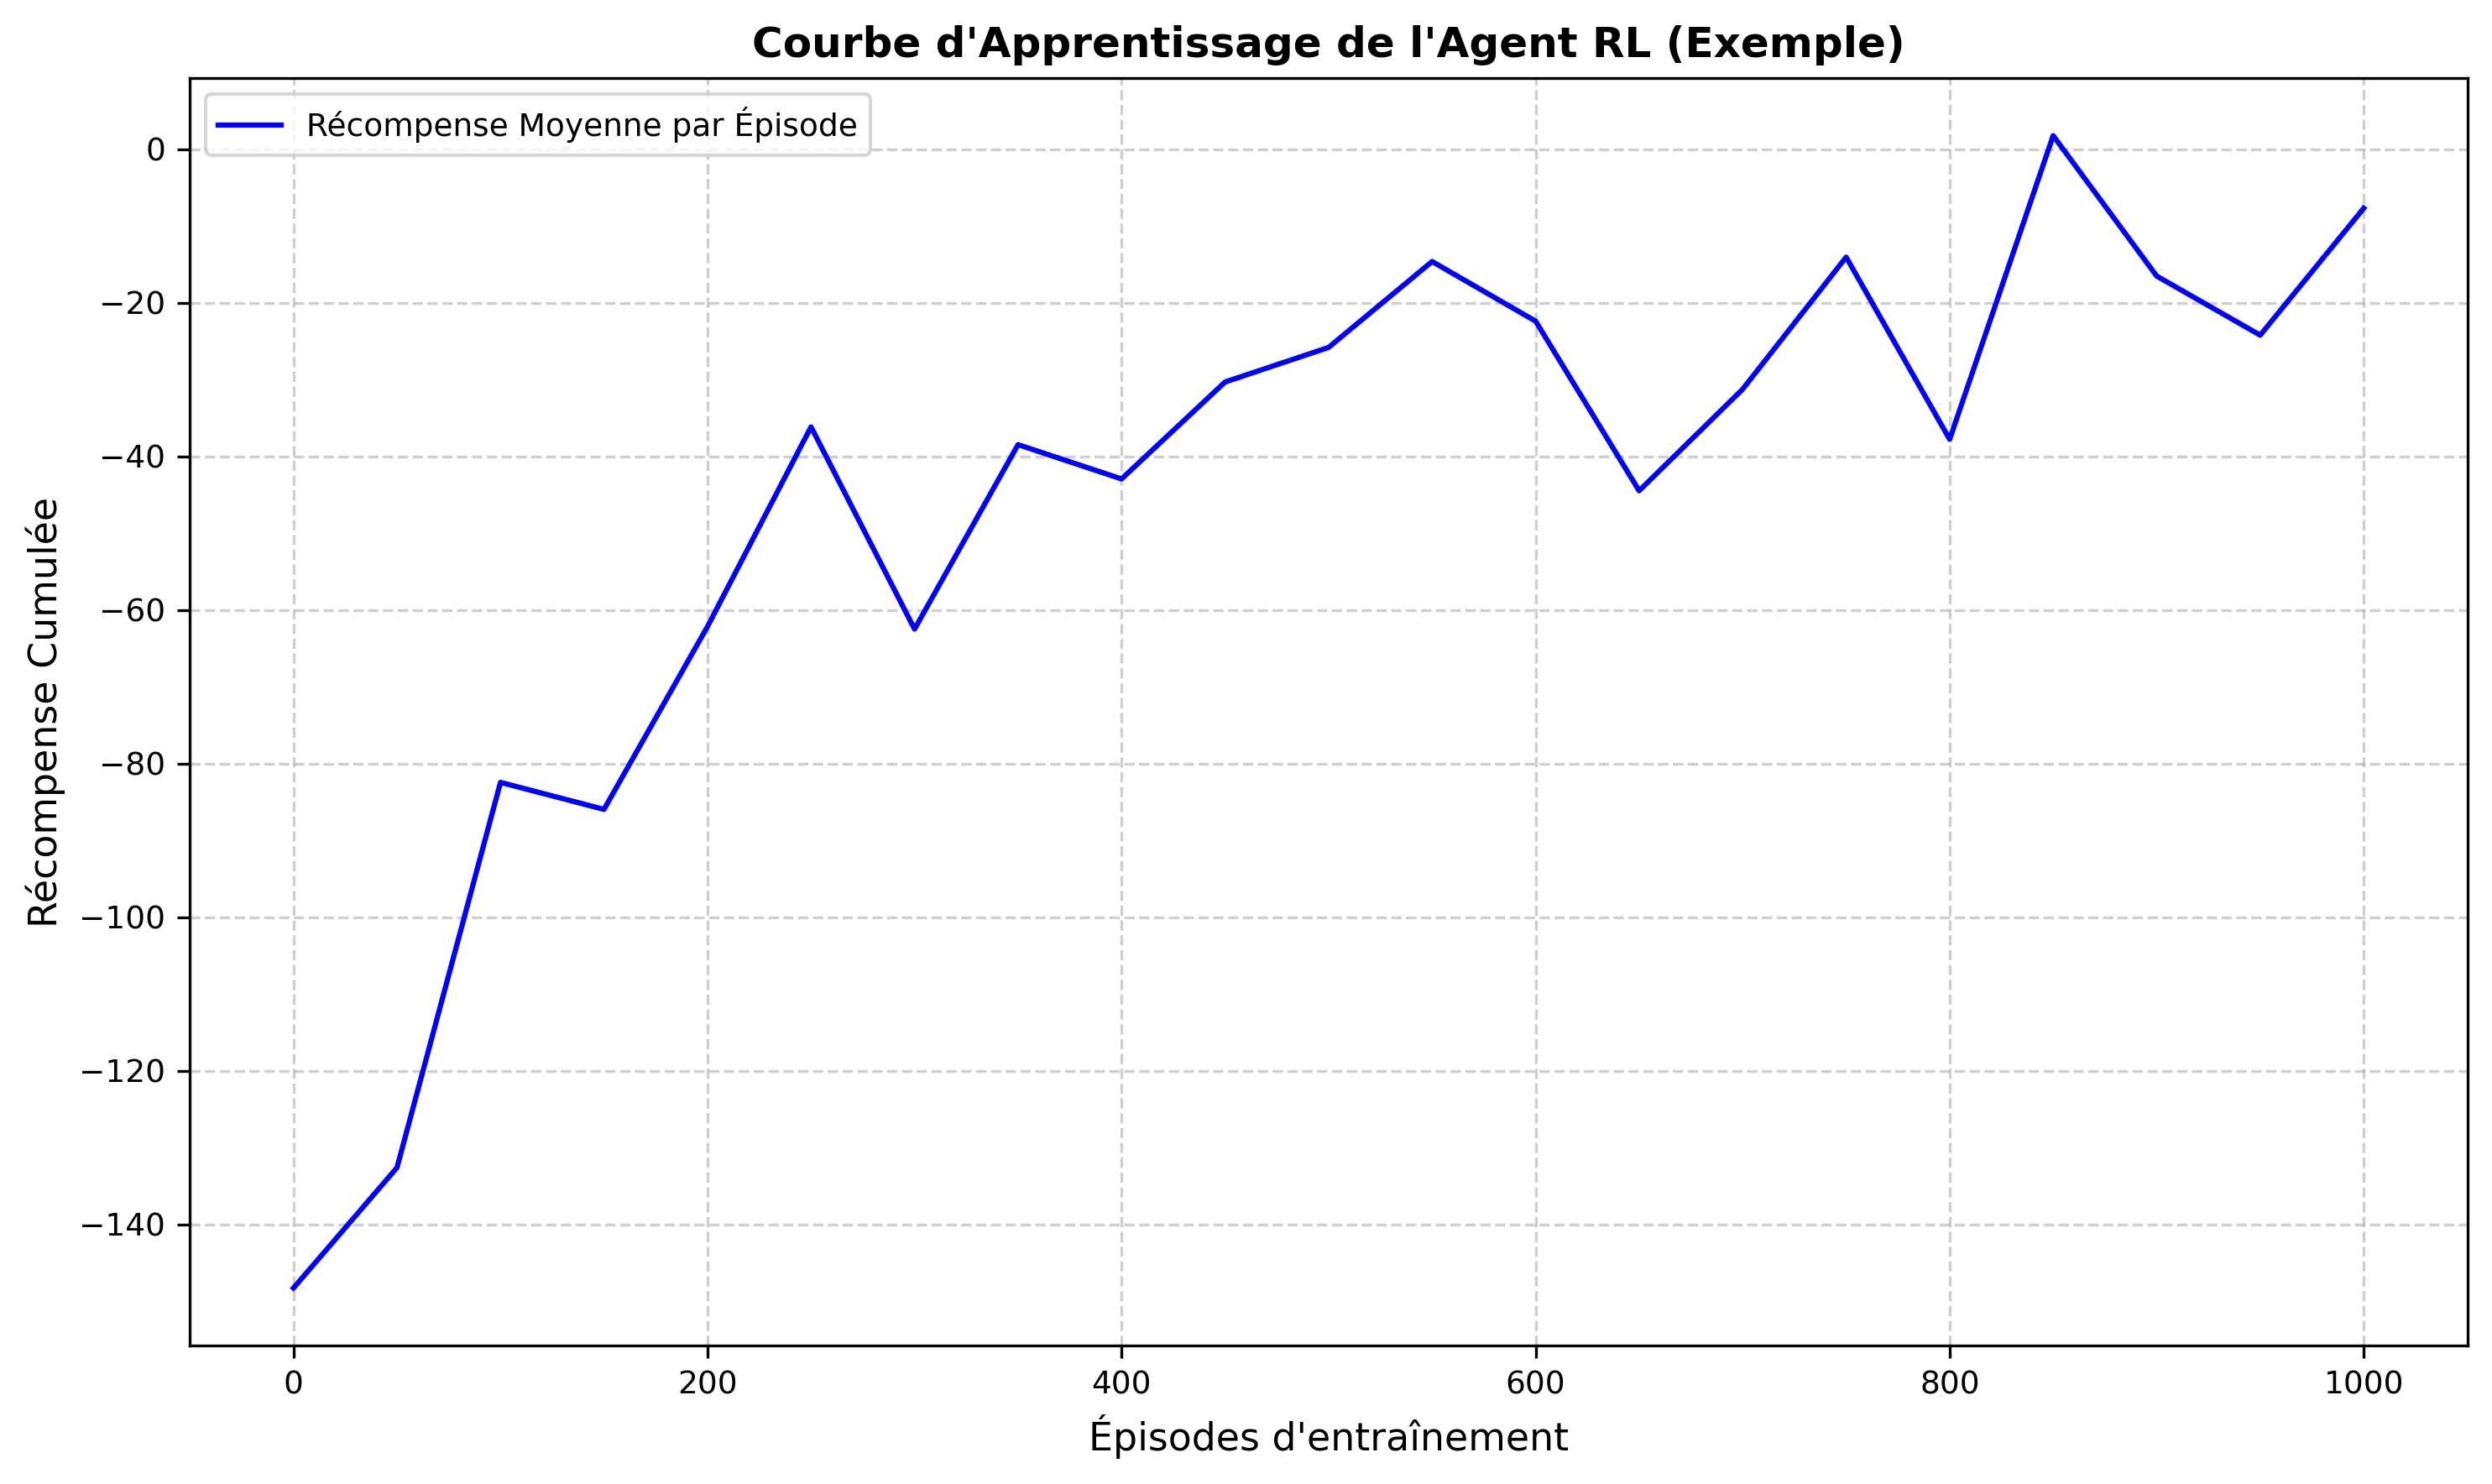 Courbe d'Apprentissage de l'Agent RL (Exemple)
Récompense Moyenne par Épisode
Récompense Cumulée
0
−20
−40
−60
−80
−100
−120
−140
0 200 400 600 800 1000
Épisodes d'entraînement